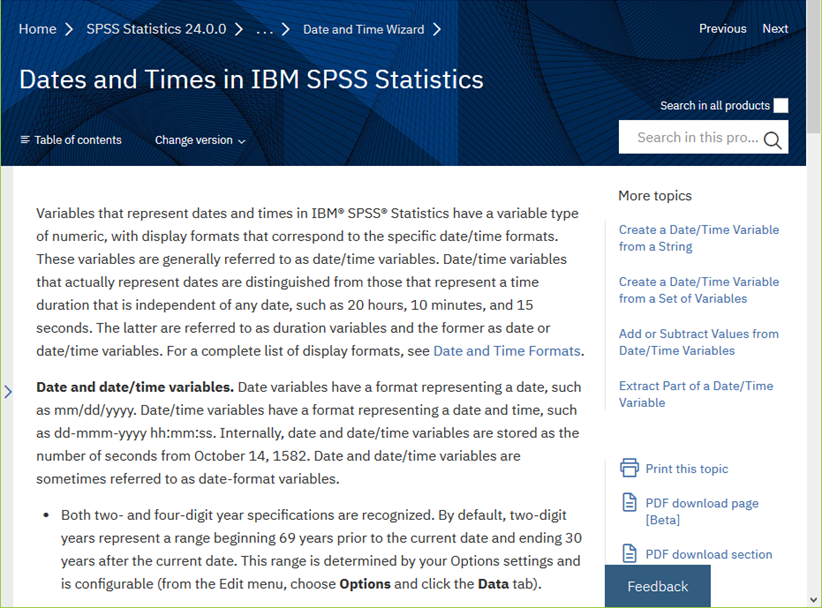 Home > SPSS Statistics 24.0.0 > ... > Date and Time Wizard >
Previous Next
Dates and Times in IBM SPSS Statistics
Search in all products
Table of contents Change version
Search in this pro...
Variables that represent dates and times in IBM® SPSS® Statistics have a variable type
of numeric, with display formats that correspond to the specific date/time formats.
These variables are generally referred to as date/time variables. Date/time variables
that actually represent dates are distinguished from those that represent a time
duration that is independent of any date, such as 20 hours, 10 minutes, and 15
seconds. The latter are referred to as duration variables and the former as date or
date/time variables. For a complete list of display formats, see Date and Time Formats.
Date and date/time variables. Date variables have a format representing a date, such
as mm/dd/yyyy. Date/time variables have a format representing a date and time, such
as dd-mmm-yyyy hh:mm:ss. Internally, date and date/time variables are stored as the
number of seconds from October 14, 1582. Date and date/time variables are
sometimes referred to as date-format variables.
• Both two- and four-digit year specifications are recognized. By default, two-digit
years represent a range beginning 69 years prior to the current date and ending 30
years after the current date. This range is determined by your Options settings and
is configurable (from the Edit menu, choose Options and click the Data tab).
More topics
Create a Date/Time Variable
from a String
Create a Date/Time Variable
from a Set of Variables
Add or Subtract Values from
Date/Time Variables
Extract Part of a Date/Time
Variable
Print this topic
PDF download page
[Beta]
PDF download section
Feedback